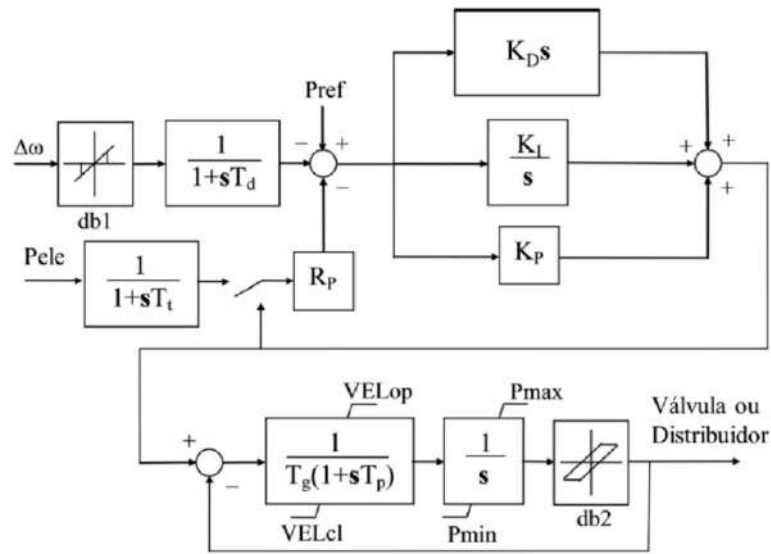 K_D s
Pref
Δω
1
1+sT_d
−
+
−
K_I
s
+
+
+
db1
Pele
1
1+sT_t
R_P
K_P
VELop
Pmax
Válvula ou
Distribuidor
+
−
1
T_g(1+sT_p)
1
s
db2
VELcl
Pmin